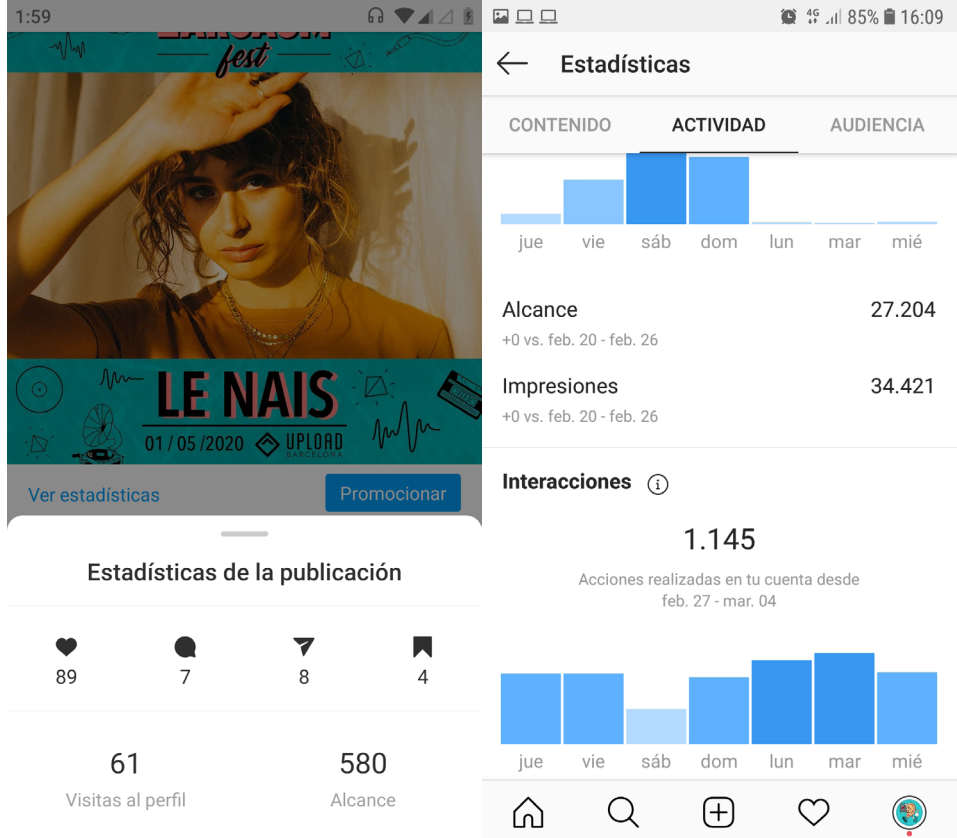 1:59
fest
LE NAIS
01 / 05 / 2020 UPLOAD
BARCELONA
Ver estadísticas
Promocionar
Estadísticas de la publicación
89
7
8
4
61
580
Visitas al perfil
Alcance
4G
85%
16:09
Estadísticas
CONTENIDO
ACTIVIDAD
AUDIENCIA
jue vie sáb dom lun mar mié
Alcance
27.204
+0 vs. feb. 20 - feb. 26
Impresiones
34.421
+0 vs. feb. 20 - feb. 26
Interacciones
1.145
Acciones realizadas en tu cuenta desde
feb. 27 - mar. 04
jue vie sáb dom lun mar mié